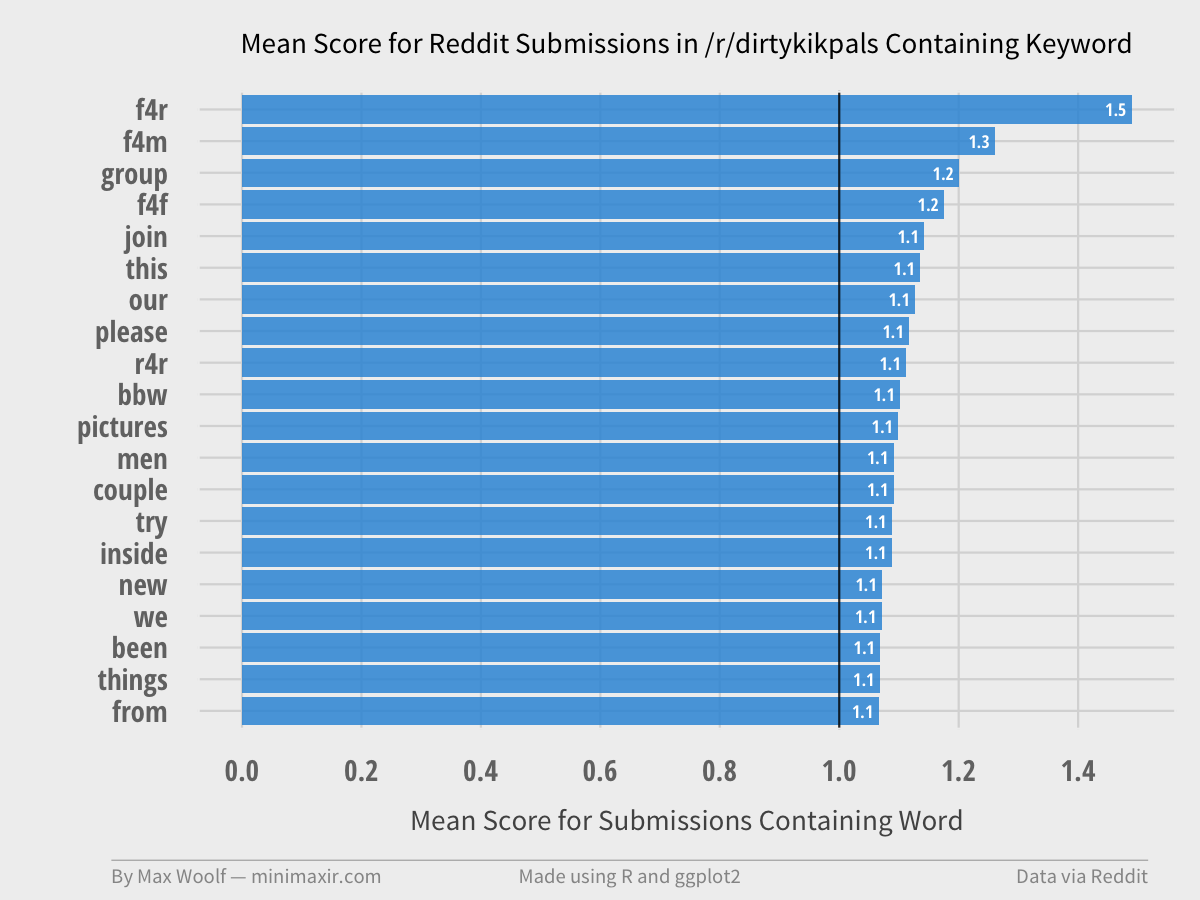 Mean Score for Reddit Submissions in /r/dirtykikpals Containing Keyword
f4r 1.5
f4m 1.3
group 1.2
f4f 1.2
join 1.1
this 1.1
our 1.1
please 1.1
r4r 1.1
bbw 1.1
pictures 1.1
men 1.1
couple 1.1
try 1.1
inside 1.1
new 1.1
we 1.1
been 1.1
things 1.1
from 1.1
0.0 0.2 0.4 0.6 0.8 1.0 1.2 1.4
Mean Score for Submissions Containing Word
By Max Woolf — minimaxir.com Made using R and ggplot2 Data via Reddit